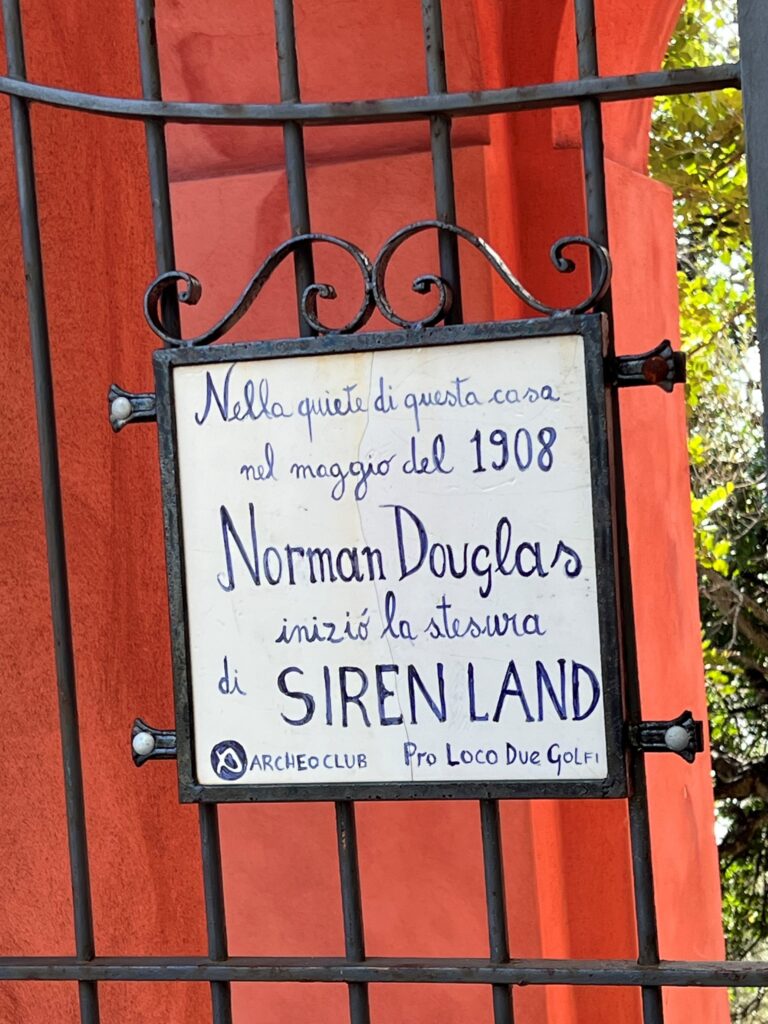 Nella quiete di questa casa
nel maggio del 1908
Norman Douglas
inizió la stesura
di SIREN LAND
ARCHEOCLUB Pro Loco Due Golfi